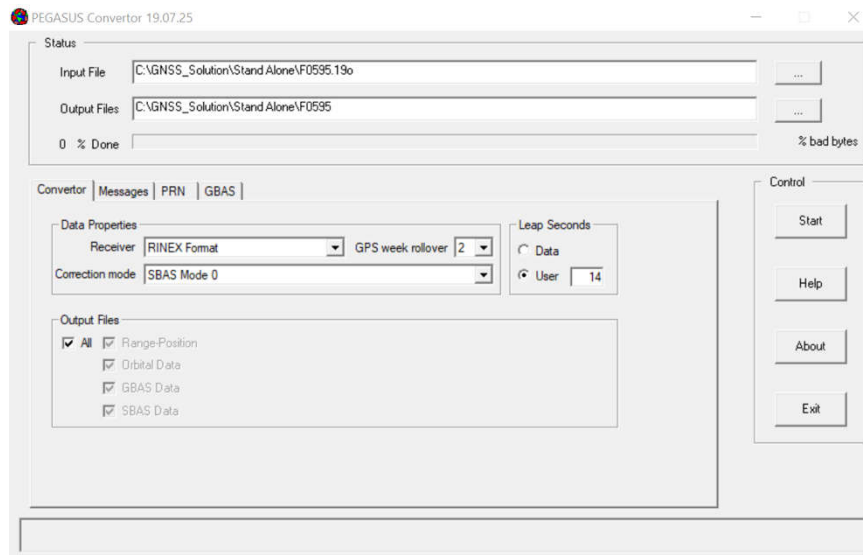 PEGASUS Convertor 19.07.25
Status
Input File C:\GNSS_Solution\Stand Alone\F0595.19o ...
Output Files C:\GNSS_Solution\Stand Alone\F0595 ...
0 % Done % bad bytes
Convertor Messages PRN GBAS
Data Properties
Receiver RINEX Format GPS week rollover 2
Correction mode SBAS Mode 0
Leap Seconds
Data
User 14
Output Files
All Range-Position
Orbital Data
GBAS Data
SBAS Data
Control
Start
Help
About
Exit